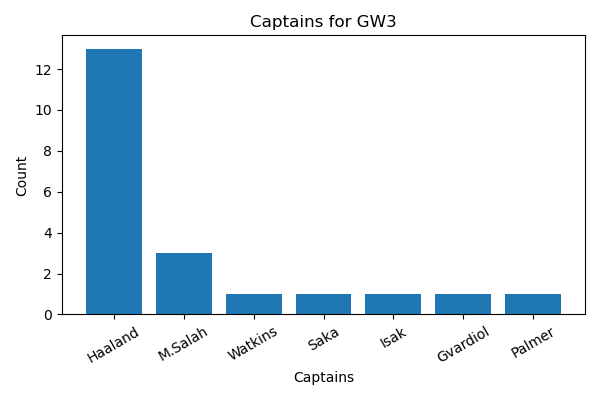 Captains for GW3
Count
12
10
8
6
4
2
0
Haaland
M.Salah
Watkins
Saka
Isak
Gvardiol
Palmer
Captains